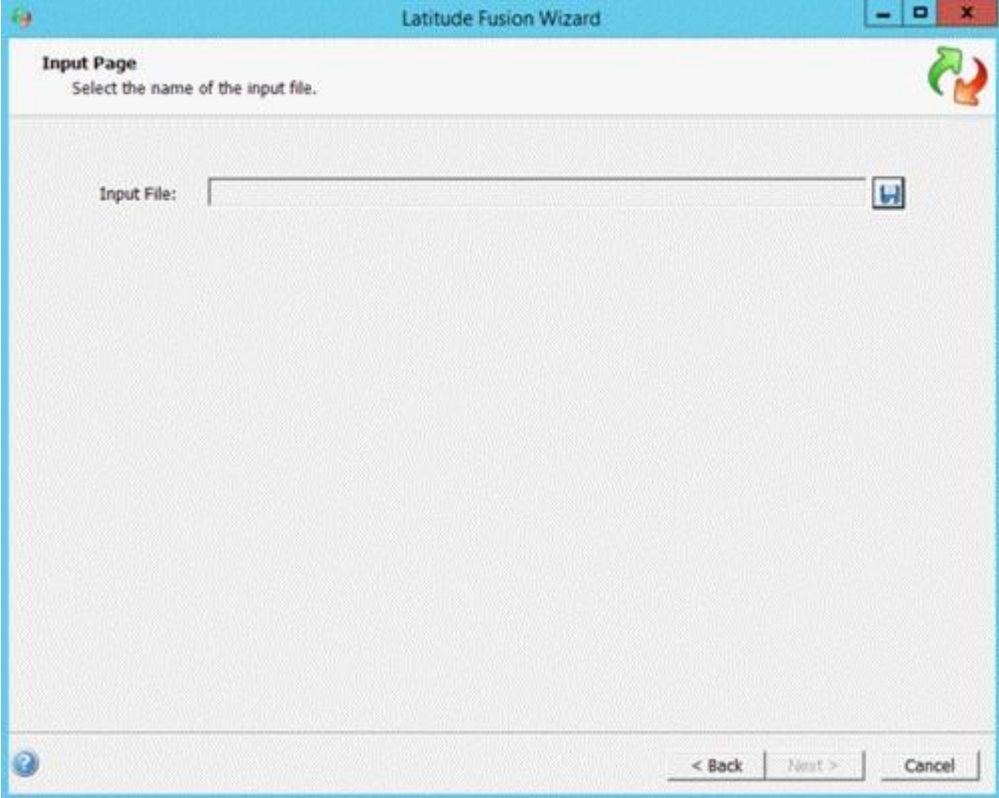 Latitude Fusion Wizard
Input Page
Select the name of the input file.
Input File:
< Back Next > Cancel